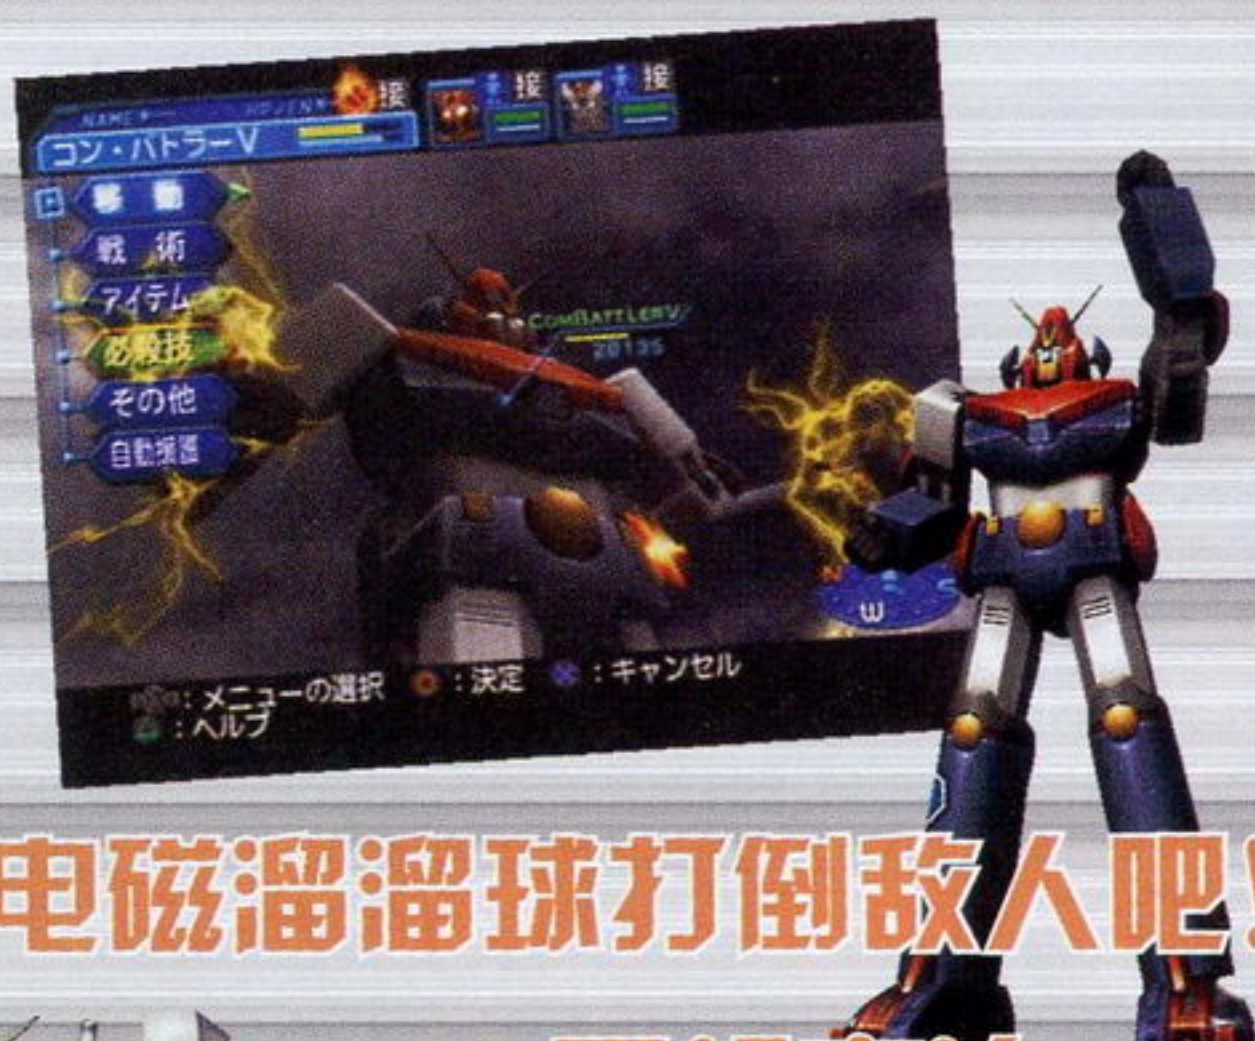 NAME
コン・バトラーV
接
接
接
移 動
戦 術
アイテム
必殺技
その他
自動援護
COMBATTLERV
W
：メニューの選択 ：決定 ：キャンセル
：ヘルプ
电磁溜溜球打倒敌人吧！